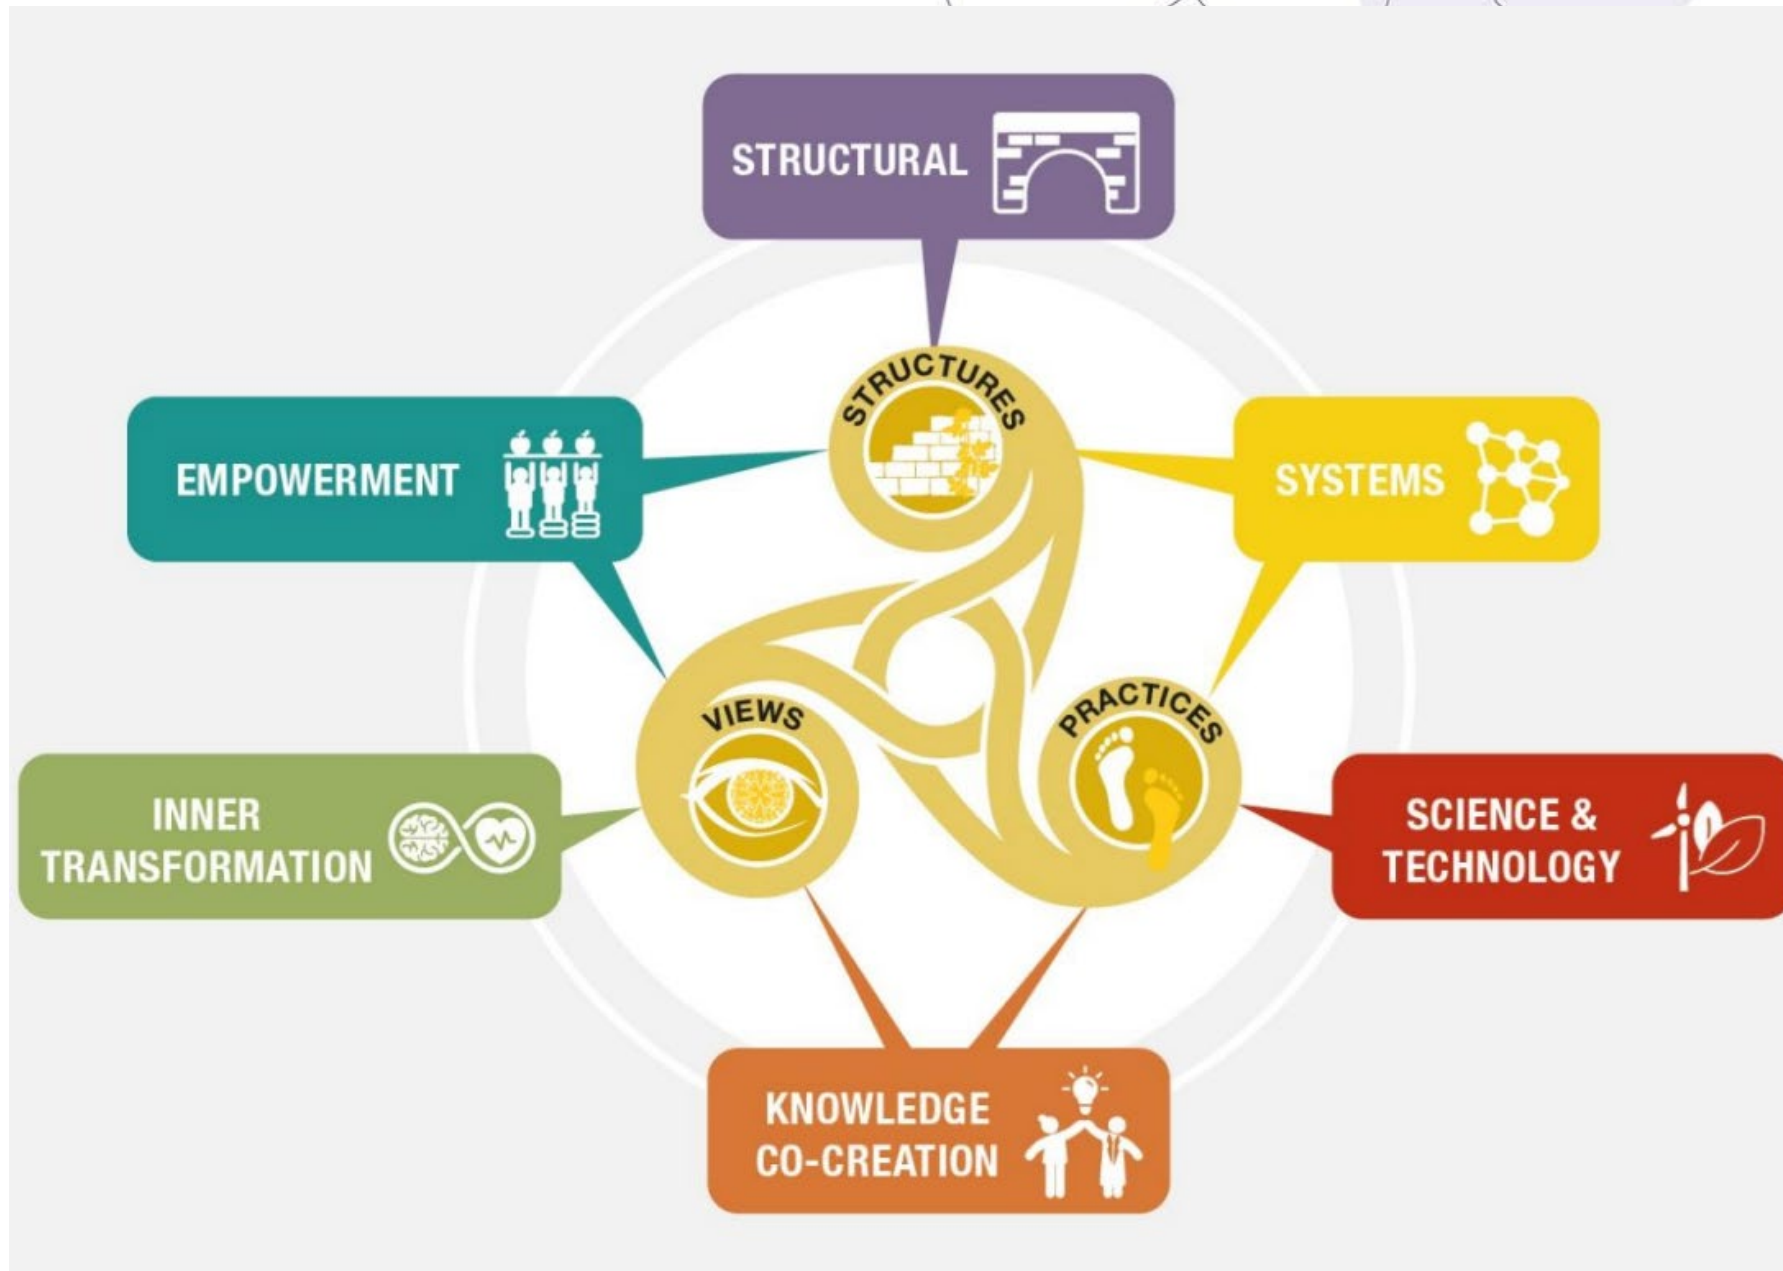 STRUCTURAL
STRUCTURES
EMPOWERMENT
SYSTEMS
VIEWS
PRACTICES
INNER
TRANSFORMATION
SCIENCE &
TECHNOLOGY
KNOWLEDGE
CO-CREATION